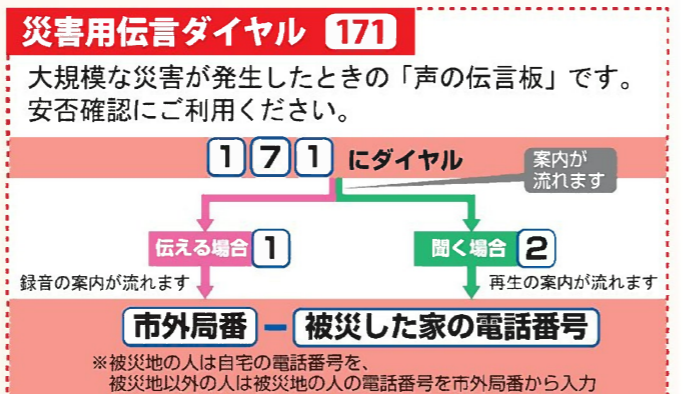 災害用伝言ダイヤル 171
大規模な災害が発生したときの「声の伝言板」です。
安否確認にご利用ください。
1 7 1 にダイヤル
案内が
流れます
伝える場合 1
聞く場合 2
録音の案内が流れます
再生の案内が流れます
市外局番 − 被災した家の電話番号
※被災地の人は自宅の電話番号を、
被災地以外の人は被災地の人の電話番号を市外局番から入力